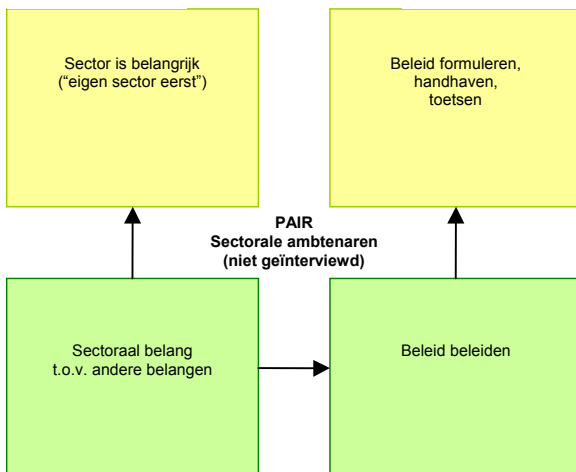 Sector is belangrijk
(“eigen sector eerst”)
Beleid formuleren,
handhaven,
toetsen
PAIR
Sectorale ambtenaren
(niet geïnterviewd)
Sectoraal belang
t.o.v. andere belangen
Beleid beleiden